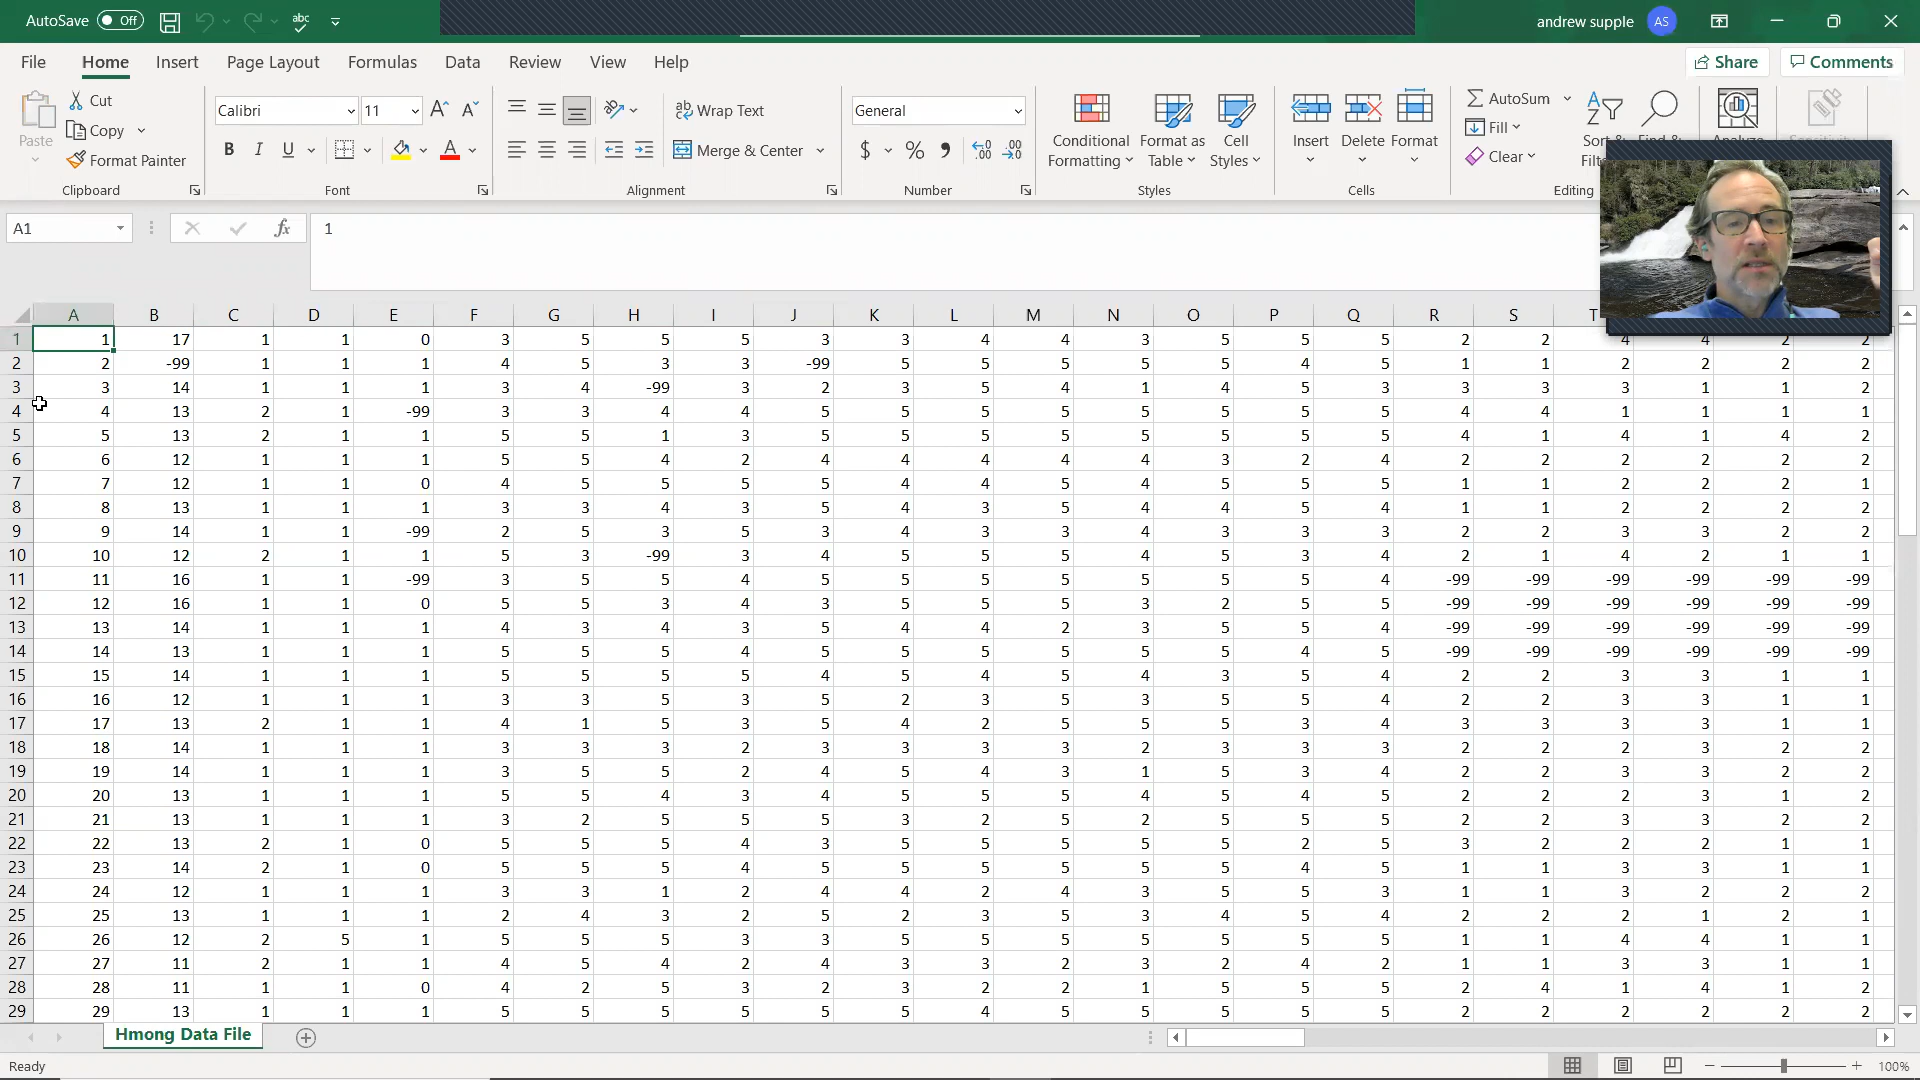 AutoSave Off abc andrew supple AS
File Home Insert Page Layout Formulas Data Review View Help Share Comments
Paste Cut Copy Format Painter Clipboard
Calibri 11 A A B I U A Font
ab Wrap Text Merge & Center Alignment
General $ % 9 Number
Conditional Formatting Format as Table Cell Styles Styles
Insert Delete Format Cells
AutoSum Fill Clear Editing
A1 fx 1
A B C D E F G H I J K L M N O P Q R S T
1 1 17 1 1 0 3 5 5 5 3 3 4 4 3 5 5 5 2 2 4 4 2 2
2 2 -99 1 1 1 4 5 3 3 -99 5 5 5 5 5 4 5 1 1 2 2 2 2
3 3 14 1 1 1 3 4 -99 3 2 3 5 4 1 4 5 3 3 3 3 1 1 2
4 4 13 2 1 -99 3 3 4 4 5 5 5 5 5 5 5 5 4 4 1 1 1 1
5 5 13 2 1 1 5 5 1 3 5 5 5 5 5 5 5 5 4 1 4 1 4 2
6 6 12 1 1 1 5 5 4 2 4 4 4 4 4 3 2 4 2 2 2 2 2 2
7 7 12 1 1 0 4 5 5 5 5 4 4 5 4 5 5 5 1 1 2 2 2 1
8 8 13 1 1 1 3 3 4 3 5 4 3 5 4 4 5 4 1 1 2 2 2 2
9 9 14 1 1 -99 2 5 3 5 3 4 3 3 4 3 3 3 2 2 3 3 2 2
10 10 12 2 1 1 5 3 -99 3 4 5 5 5 4 5 3 4 2 1 4 2 1 1
11 11 16 1 1 -99 3 5 5 4 5 5 5 5 5 5 5 4 -99 -99 -99 -99 -99 -99
12 12 16 1 1 0 5 5 3 4 3 5 5 5 3 2 5 5 -99 -99 -99 -99 -99 -99
13 13 14 1 1 1 4 3 4 3 5 4 4 2 3 5 5 4 -99 -99 -99 -99 -99 -99
14 14 13 1 1 1 5 5 5 4 5 5 5 5 5 5 4 5 -99 -99 -99 -99 -99 -99
15 15 14 1 1 1 5 5 5 5 4 5 4 5 4 3 5 4 2 2 3 3 1 1
16 16 12 1 1 1 3 3 5 3 5 2 3 5 3 5 5 4 2 2 3 3 1 1
17 17 13 2 1 1 4 1 5 3 5 4 2 5 5 5 3 4 3 3 3 3 1 1
18 18 14 1 1 1 3 3 3 2 3 3 3 3 2 3 3 3 2 2 2 3 2 2
19 19 14 1 1 1 3 5 5 2 4 5 4 3 1 5 3 4 2 2 3 3 2 2
20 20 13 1 1 1 5 5 4 3 4 5 5 5 4 5 4 5 2 2 2 3 1 2
21 21 13 1 1 1 3 2 5 5 5 3 2 5 2 5 5 5 2 2 3 3 2 2
22 22 13 2 1 0 5 5 5 4 3 5 5 5 5 5 2 5 3 2 2 2 1 1
23 23 14 2 1 0 5 5 5 4 5 5 5 5 5 5 4 5 1 1 3 3 1 1
24 24 12 1 1 1 3 3 1 2 4 4 2 4 3 5 5 3 1 1 3 2 2 2
25 25 13 1 1 1 2 4 3 2 5 2 3 5 3 4 5 4 2 2 2 1 2 1
26 26 12 2 5 1 5 5 5 3 3 5 5 5 5 5 5 5 1 1 4 4 1 1
27 27 11 2 1 1 4 5 4 2 4 3 3 2 3 2 4 2 1 1 3 3 1 1
28 28 11 1 1 0 4 2 5 3 2 3 2 2 1 5 5 5 2 4 1 4 1 2
29 29 13 1 1 1 5 5 5 5 5 5 4 5 5 5 5 5 2 2 2 2 2 2
Hmong Data File
Ready 100%